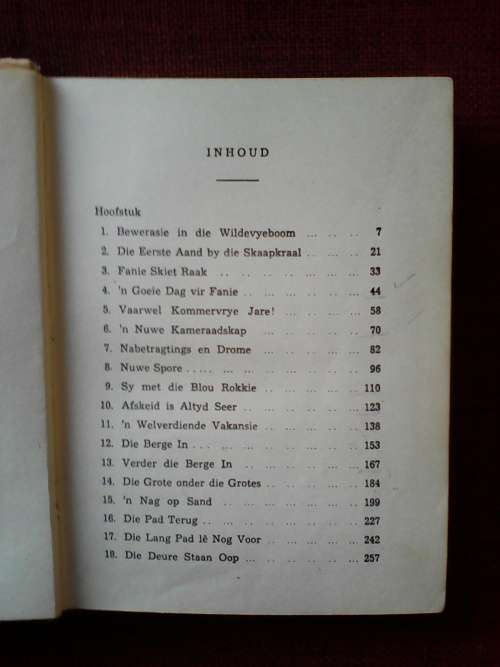 INHOUD
Hoofstuk
1. Bewerasie in die Wildevyeboom ... .. .. 7
2. Die Eerste Aand by die Skaapkraal .. ... .. 21
3. Fanie Skiet Raak .. .. .. .. ... ... ... 33
4. 'n Goeie Dag vir Fanie .. .. ... .. ... .. 44
5. Vaarwel Kommervrye Jare! .. ... ... .. 58
6. 'n Nuwe Kameraadskap .. .. ... .. ... 70
7. Nabetragtings en Drome .. ... .. ... ... 82
8. Nuwe Spore ..... ... .. .. ... ... ... .. 96
9. Sy met die Blou Rokkie .. ... .. ... ... 110
10. Afskeid is Altyd Seer .. .. ... .. ... ... 123
11. 'n Welverdiende Vakansie .. ... ... .. ... 138
12. Die Berge In . .. ... .. .. ... ... .. ... 153
13. Verder die Berge In .. ... .. ... ... ... 167
14. Die Grote onder die Grotes .. ... ... .. 184
15. 'n Nag op Sand .. .. ... .. ... ... ... 199
16. Die Pad Terug .. .. .. ... .. ... ... ... 227
17. Die Lang Pad lê Nog Voor .. ... .. ... 242
18. Die Deure Staan Oop .. .. ... ... .. ... 257